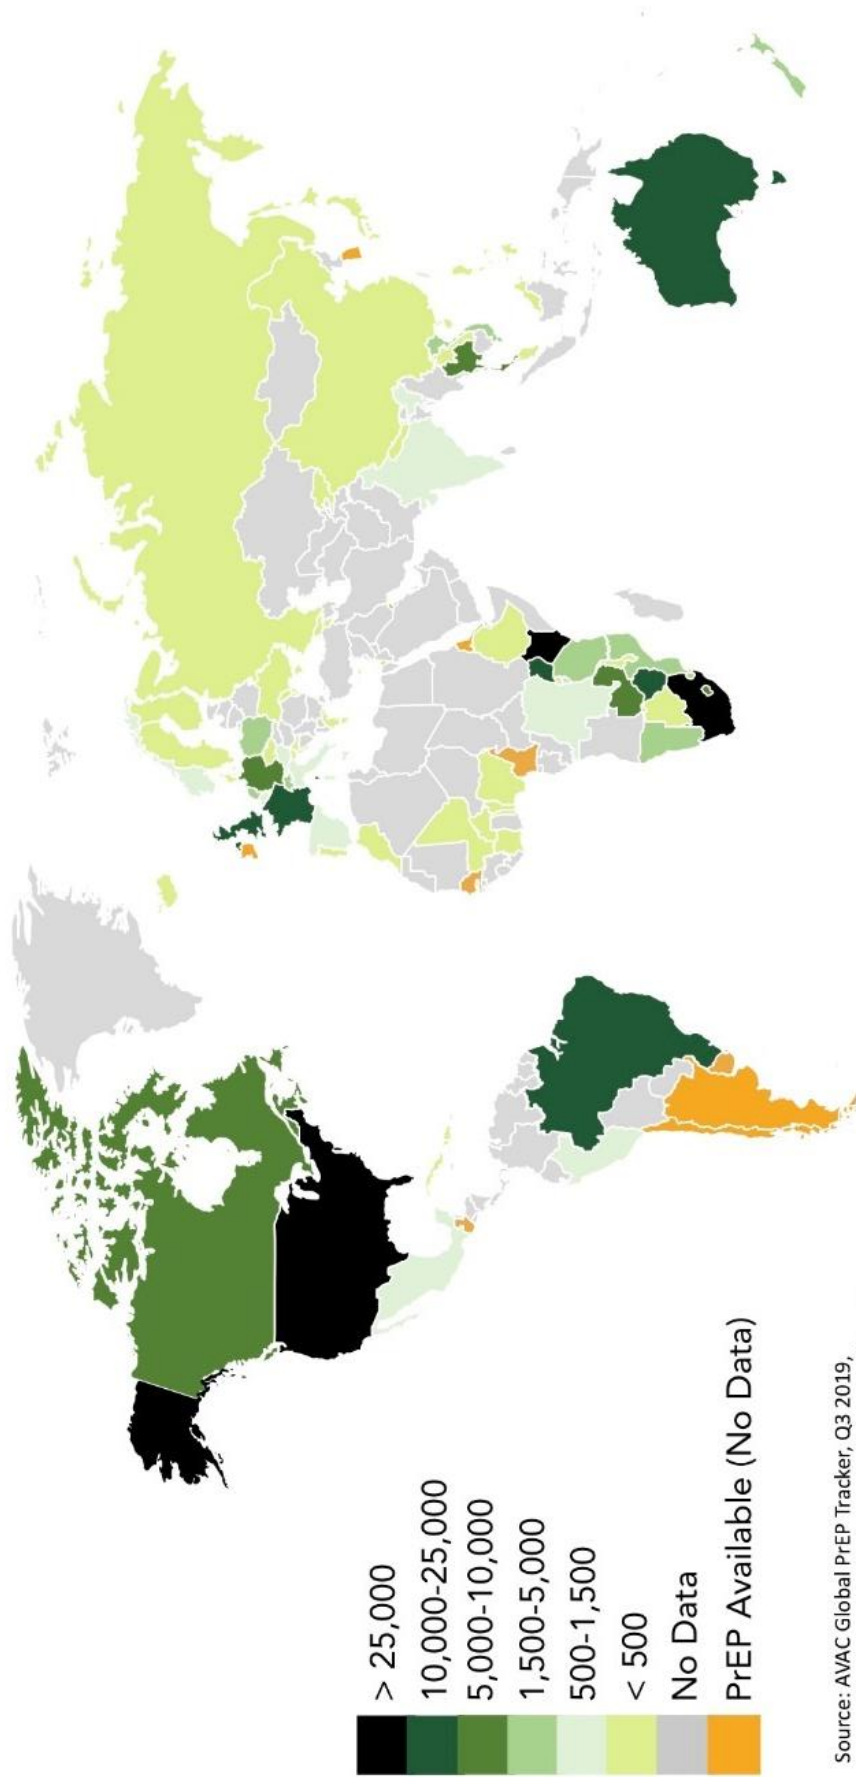 > 25,000
10,000-25,000
5,000-10,000
1,500-5,000
500-1,500
< 500
No Data
PrEP Available (No Data)
Source: AVAC Global PrEP Tracker, Q3 2019,